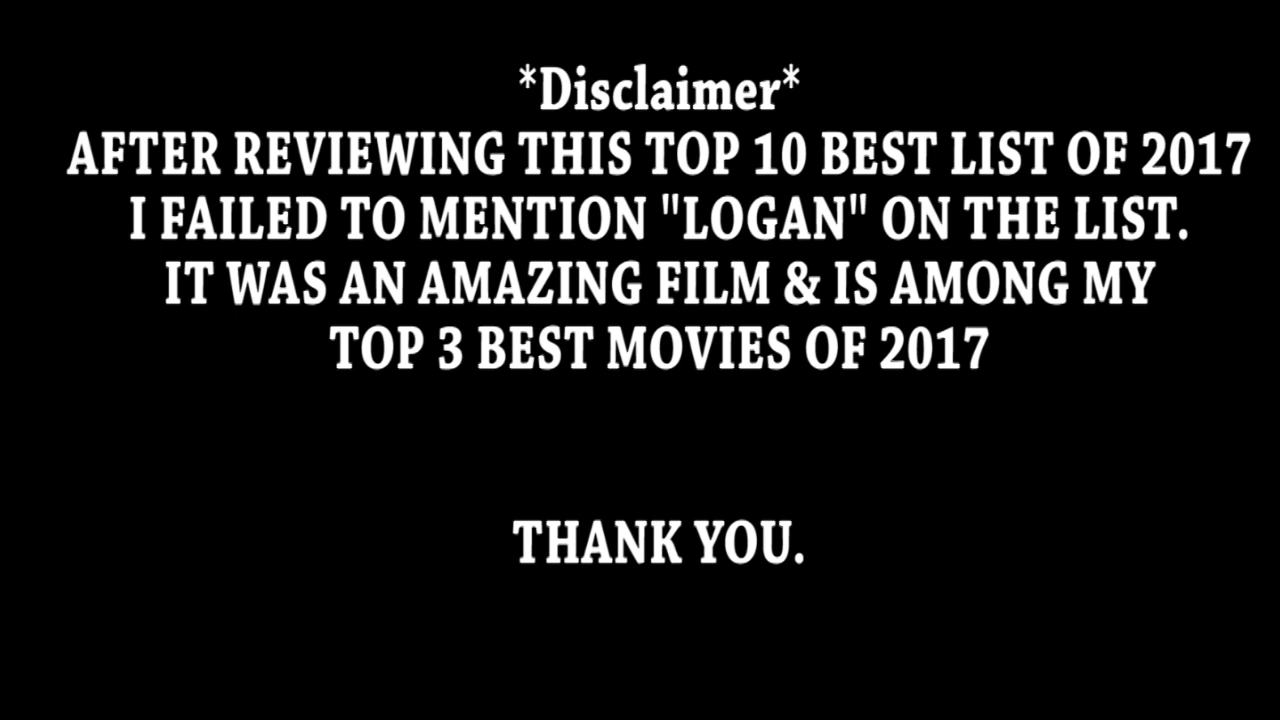 *Disclaimer*
AFTER REVIEWING THIS TOP 10 BEST LIST OF 2017
I FAILED TO MENTION "LOGAN" ON THE LIST.
IT WAS AN AMAZING FILM & IS AMONG MY
TOP 3 BEST MOVIES OF 2017
THANK YOU.